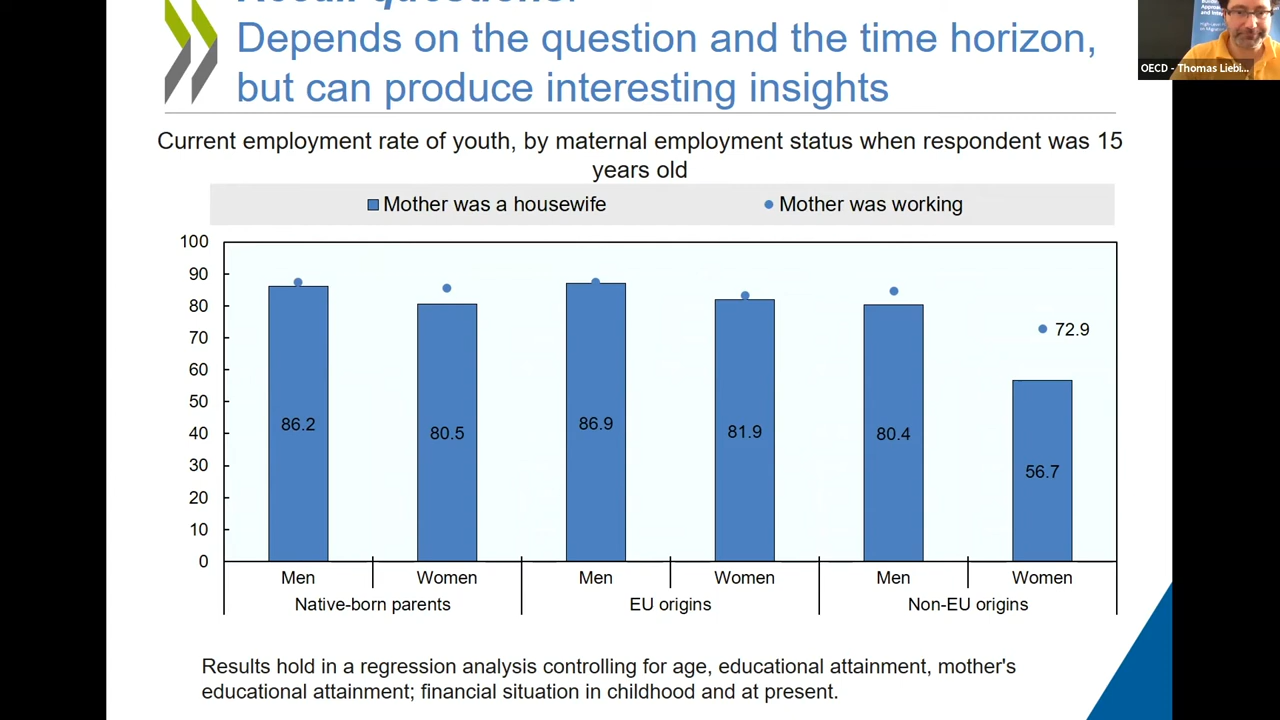 Recall questions:
Depends on the question and the time horizon,
but can produce interesting insights
OECD - Thomas Liebi...
Current employment rate of youth, by maternal employment status when respondent was 15
years old
Mother was a housewife
Mother was working
100
90
80
70
60
50
40
30
20
10
0
86.2
80.5
86.9
81.9
80.4
56.7
72.9
Men
Women
Men
Women
Men
Women
Native-born parents
EU origins
Non-EU origins
Results hold in a regression analysis controlling for age, educational attainment, mother's
educational attainment; financial situation in childhood and at present.